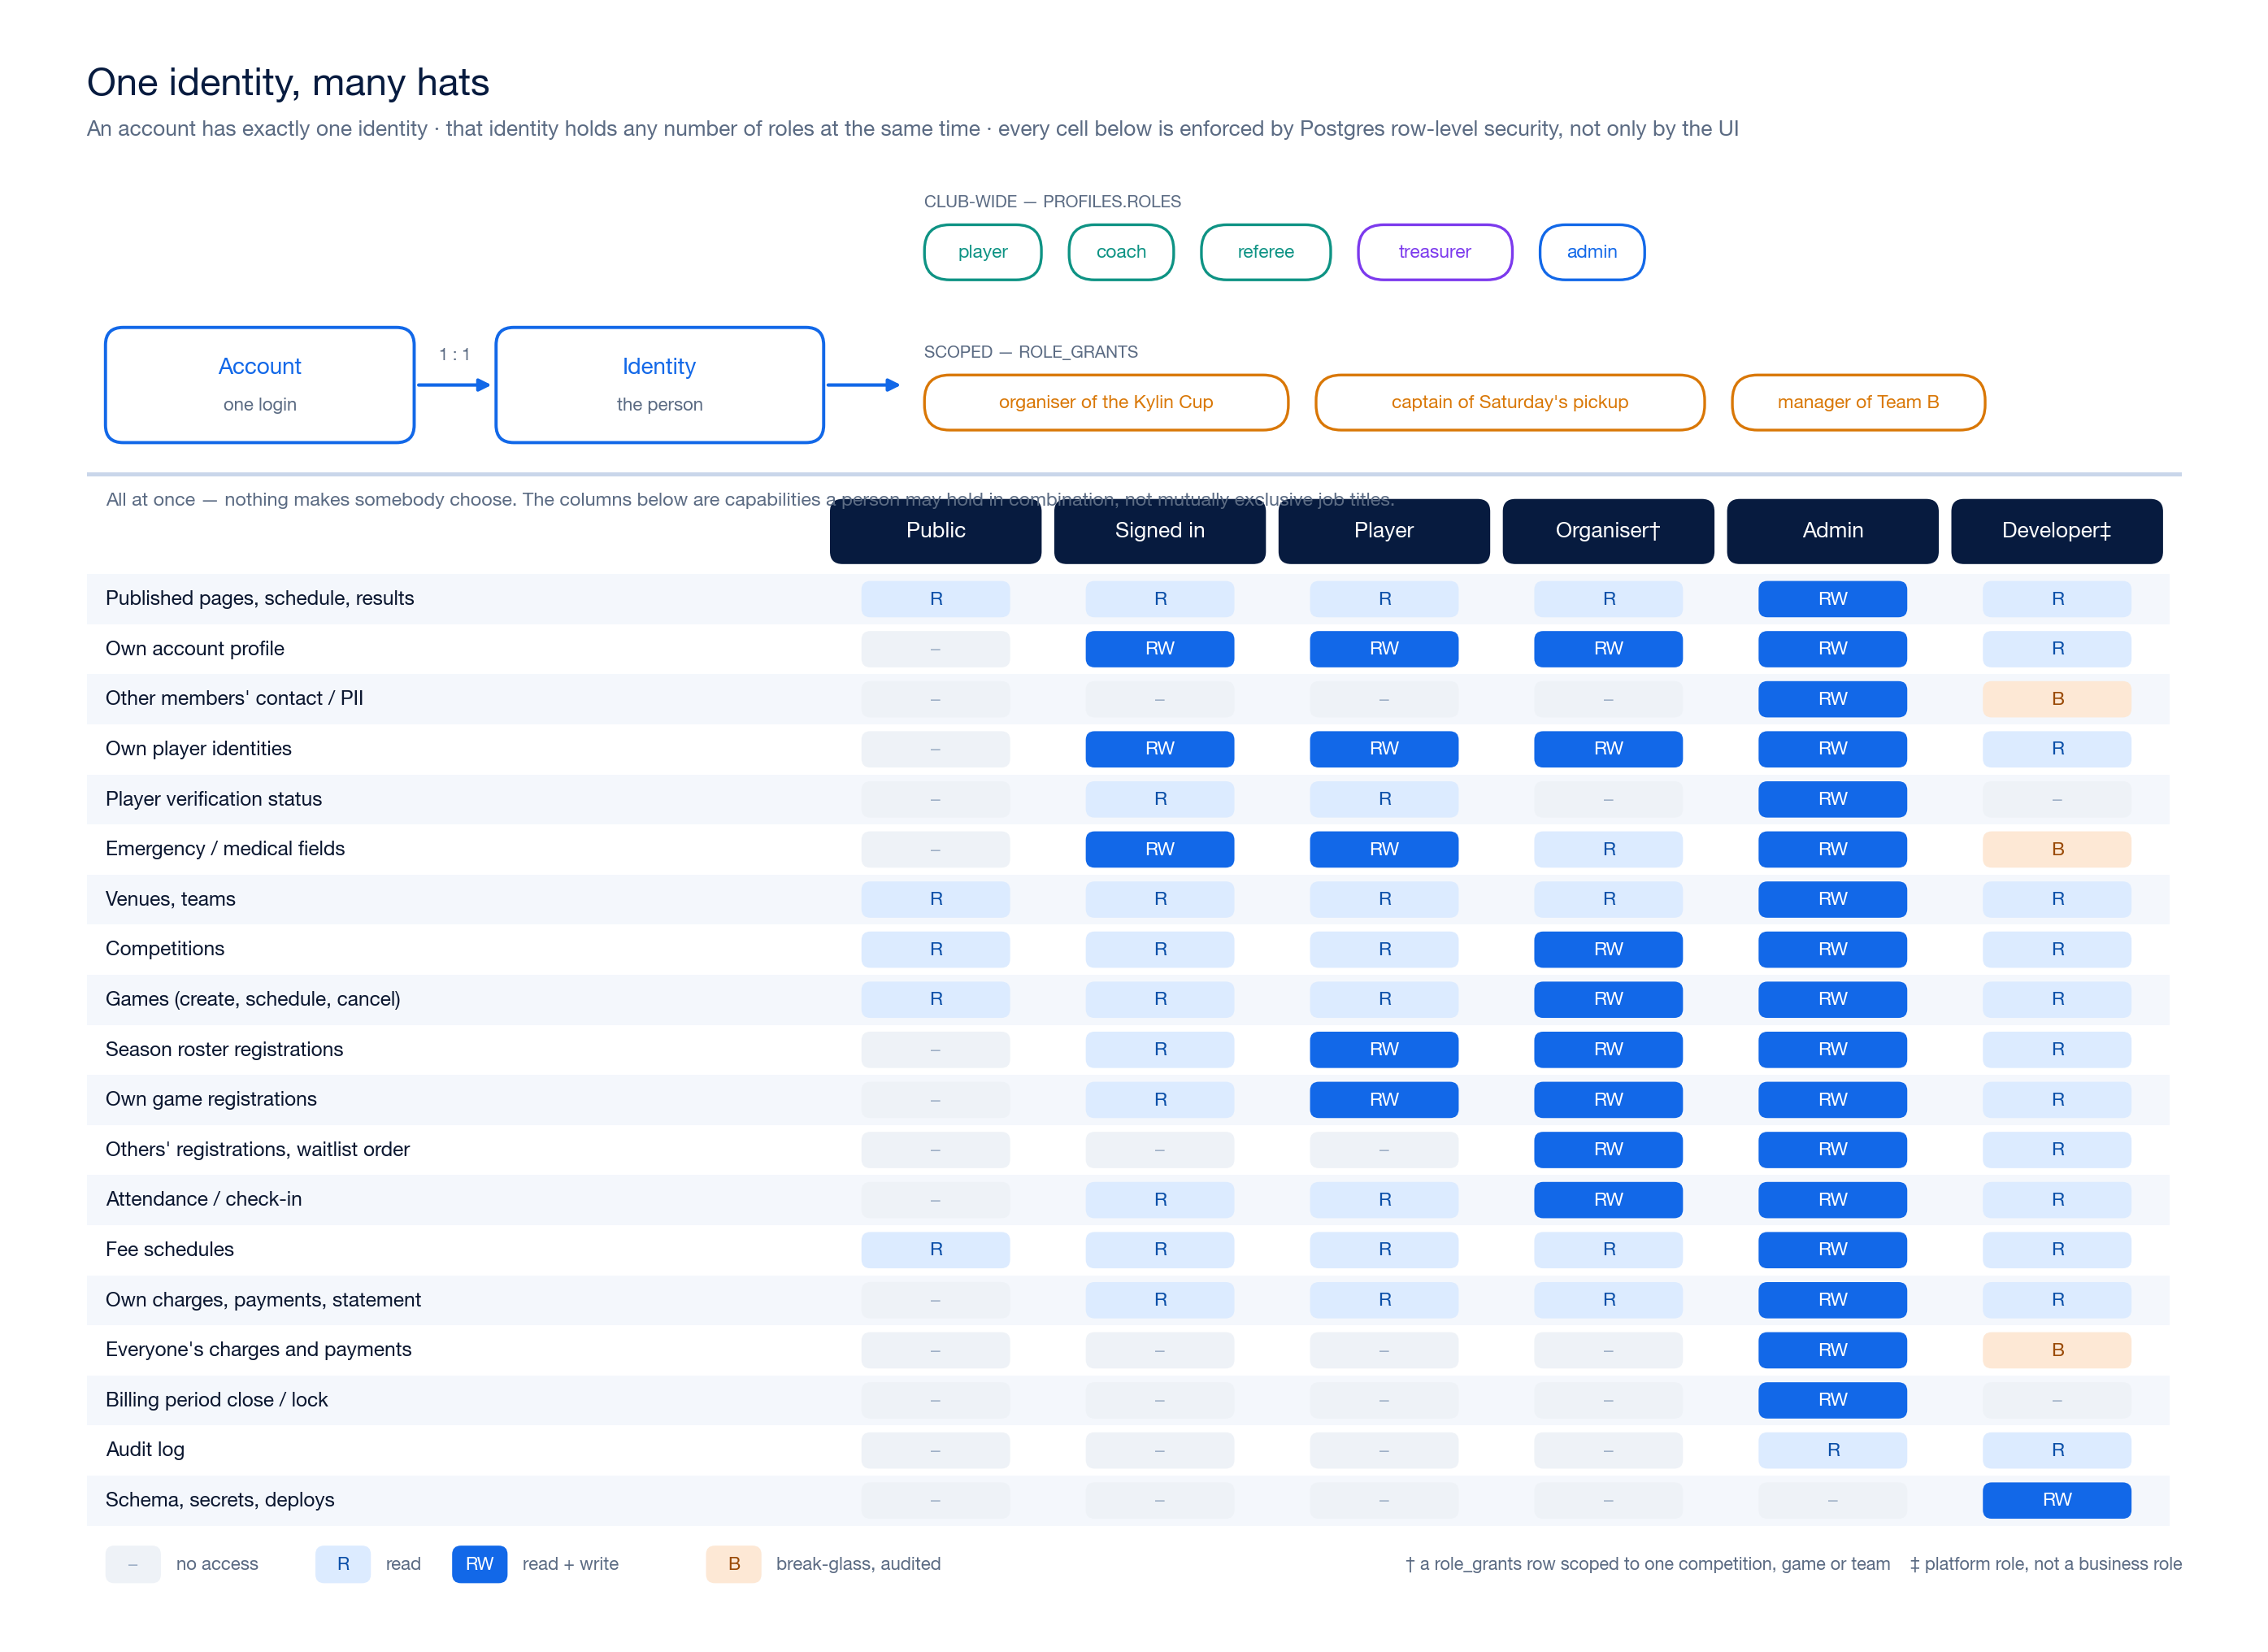 One identity, many hats
An account has exactly one identity · that identity holds any number of roles at the same time · every cell below is enforced by Postgres row-level security, not only by the UI
CLUB-WIDE — PROFILES.ROLES
player coach referee treasurer admin
Account
one login
1 : 1
Identity
the person
SCOPED — ROLE_GRANTS
organiser of the Kylin Cup captain of Saturday's pickup manager of Team B
All at once — nothing makes somebody choose. The columns below are capabilities a person may hold in combination, not mutually exclusive job titles.
Public Signed in Player Organiser† Admin Developer‡
Published pages, schedule, results R R R R RW R
Own account profile – RW RW RW RW R
Other members' contact / PII – – – – RW B
Own player identities – RW RW RW RW R
Player verification status – R R – RW –
Emergency / medical fields – RW RW R RW B
Venues, teams R R R R RW R
Competitions R R R RW RW R
Games (create, schedule, cancel) R R R RW RW R
Season roster registrations – R RW RW RW R
Own game registrations – R RW RW RW R
Others' registrations, waitlist order – – – RW RW R
Attendance / check-in – R R RW RW R
Fee schedules R R R R RW R
Own charges, payments, statement – R R R RW R
Everyone's charges and payments – – – – RW B
Billing period close / lock – – – – RW –
Audit log – – – – R R
Schema, secrets, deploys – – – – – RW
– no access R read RW read + write B break-glass, audited † a role_grants row scoped to one competition, game or team ‡ platform role, not a business role